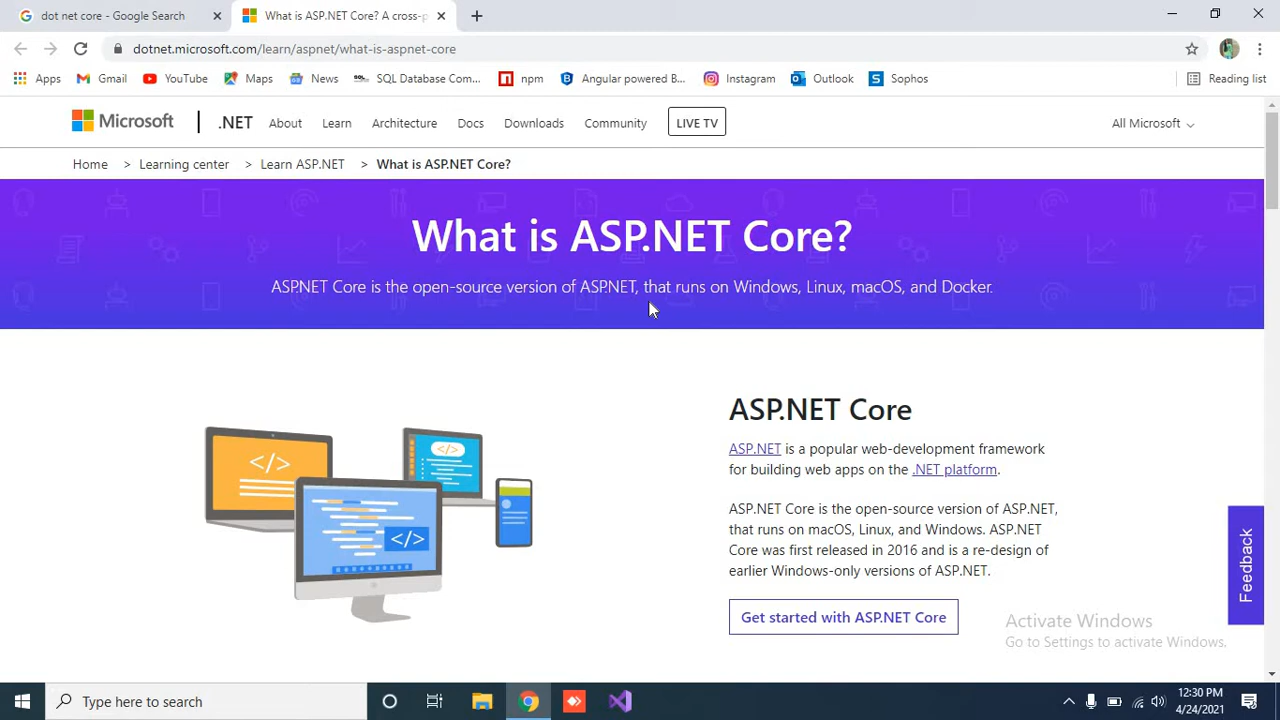 dot net core - Google Search
What is ASP.NET Core? A cross-p
dotnet.microsoft.com/learn/aspnet/what-is-aspnet-core
Apps
Gmail
YouTube
Maps
News
SQL Database Com...
npm
Angular powered B...
Instagram
Outlook
Sophos
Reading list
Microsoft
.NET
About
Learn
Architecture
Docs
Downloads
Community
LIVE TV
All Microsoft
Home > Learning center > Learn ASP.NET > What is ASP.NET Core?
What is ASP.NET Core?
ASP.NET Core is the open-source version of ASP.NET, that runs on Windows, Linux, macOS, and Docker.
</>
</>
</>
ASP.NET Core
ASP.NET is a popular web-development framework
for building web apps on the .NET platform.
ASP.NET Core is the open-source version of ASP.NET,
that runs on macOS, Linux, and Windows. ASP.NET
Core was first released in 2016 and is a re-design of
earlier Windows-only versions of ASP.NET.
Get started with ASP.NET Core
Feedback
Activate Windows
Go to Settings to activate Windows.
Type here to search
12:30 PM
4/24/2021